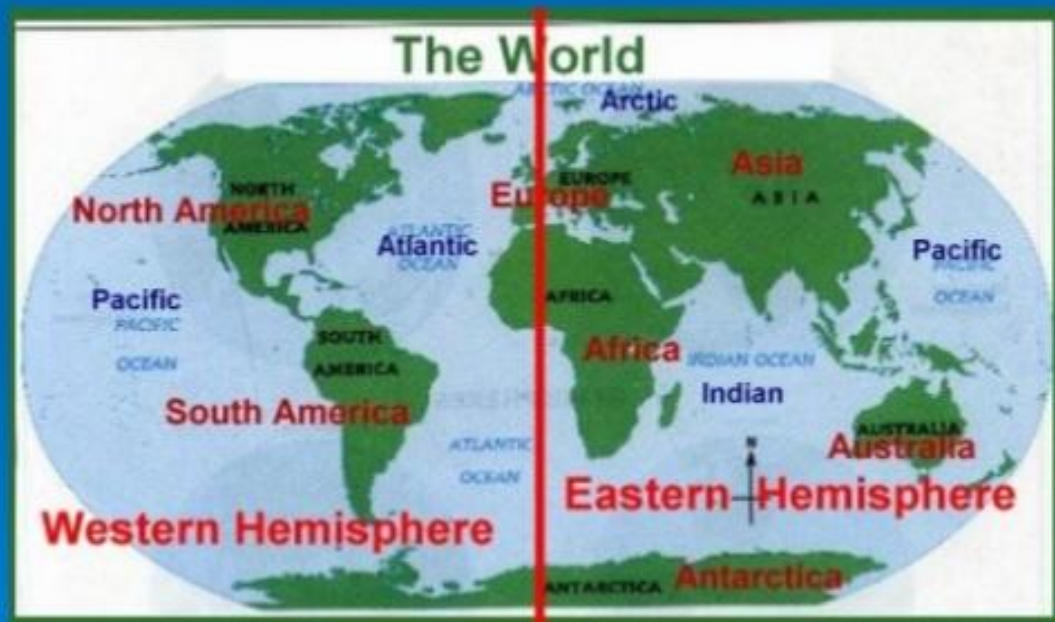 The World
ARCTIC OCEAN
Arctic
Asia
NORTH
EUROPE
Europe
ASIA
North America
AMERICA
ATLANTIC
Atlantic
OCEAN
Pacific
PACIFIC
OCEAN
Pacific
PACIFIC
OCEAN
AFRICA
SOUTH
AMERICA
Africa
INDIAN OCEAN
Indian
South America
AUSTRALIA
Australia
ATLANTIC
OCEAN
N
Eastern Hemisphere
Western Hemisphere
ANTARCTICA
Antarctica